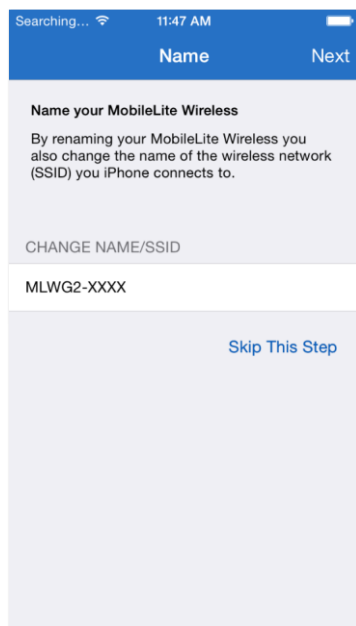 Searching... 11:47 AM
Name Next
Name your MobileLite Wireless
By renaming your MobileLite Wireless you
also change the name of the wireless network
(SSID) you iPhone connects to.
CHANGE NAME/SSID
MLWG2-XXXX
Skip This Step